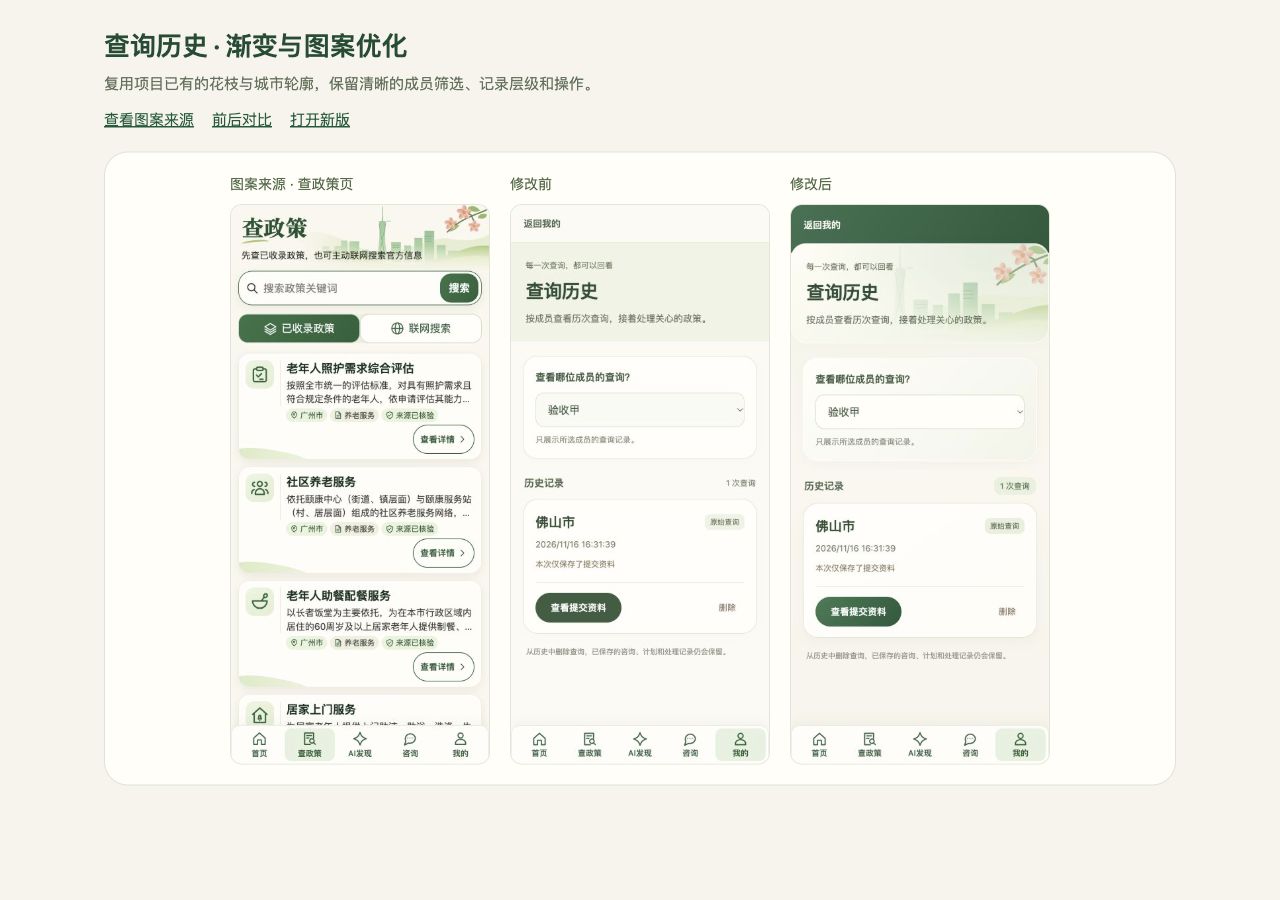 查询历史 · 渐变与图案优化
复用项目已有的花枝与城市轮廓，保留清晰的成员筛选、记录层级和操作。
查看图案来源 前后对比 打开新版
图案来源 · 查政策页
查政策
先查已收录政策，也可主动联网搜索官方信息
搜索政策关键词
搜索
已收录政策 联网搜索
老年人照护需求综合评估
按照全市统一的评估标准，对具有照护需求且
符合规定条件的老年人，依申请评估其能力...
广州市 养老服务 来源已核验
查看详情
社区养老服务
依托颐康中心（街道、镇层面）与颐康服务站
（村、居层面）组成的社区养老服务网络，...
广州市 养老服务 来源已核验
查看详情
老年人助餐配餐服务
以长者饭堂为主要依托，为在本市行政区域内
居住的60周岁及以上居家老年人提供制餐、...
广州市 养老服务 来源已核验
查看详情
居家上门服务
首页 查政策 AI发现 咨询 我的
修改前
返回我的
每一次查询，都可以回看
查询历史
按成员查看历次查询，接着处理关心的政策。
查看哪位成员的查询?
验收甲
只展示所选成员的查询记录。
历史记录 1 次查询
佛山市 原始查询
2026/11/16 16:31:39
本次仅保存了提交资料
查看提交资料 删除
从历史中删除查询，已保存的咨询、计划和处理记录仍会保留。
首页 查政策 AI发现 咨询 我的
修改后
返回我的
每一次查询，都可以回看
查询历史
按成员查看历次查询，接着处理关心的政策。
查看哪位成员的查询?
验收甲
只展示所选成员的查询记录。
历史记录 1 次查询
佛山市 原始查询
2026/11/16 16:31:39
本次仅保存了提交资料
查看提交资料 删除
从历史中删除查询，已保存的咨询、计划和处理记录仍会保留。
首页 查政策 AI发现 咨询 我的